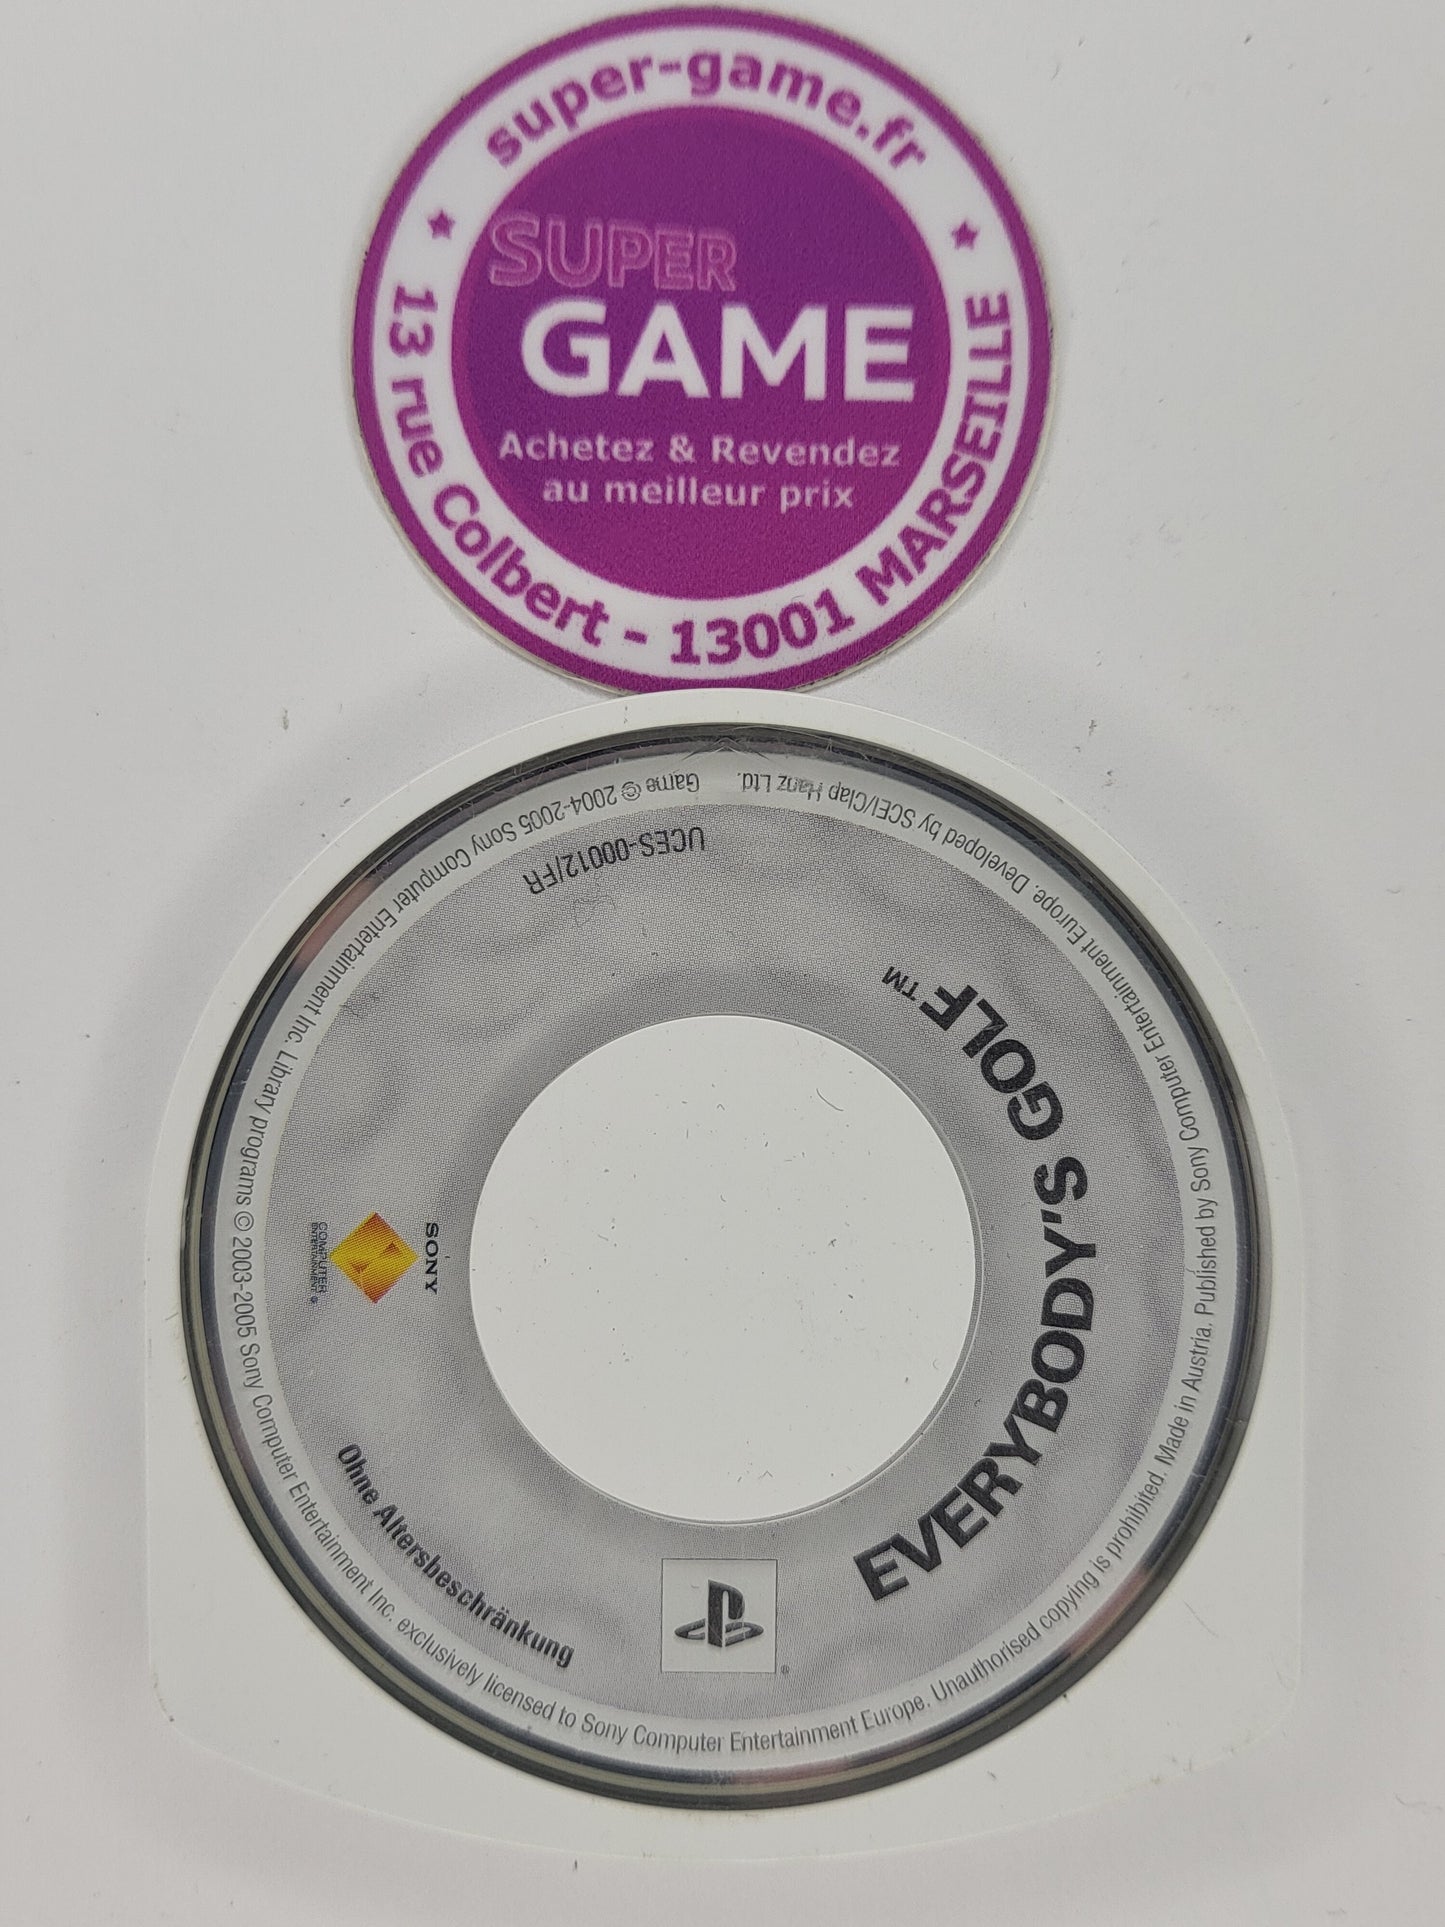 super-game.fr
SUPER
GAME
Achetez & Revendez
au meilleur prix
13 rue Colbert - 13001 MARSEILLE
EVERYBODY'S GOLF™
UCES-00012/FR
SONY
COMPUTER
ENTERTAINMENT®
Ohne Altersbeschränkung
®
Game © 2004-2005 Sony Computer Entertainment Inc. Library programs © 2003-2005 Sony Computer Entertainment Inc. exclusively licensed to Sony Computer Entertainment Europe. Unauthorised copying is prohibited. Made in Austria. Published by Sony Computer Entertainment Europe. Developed by SCEI/Clap Hanz Ltd.